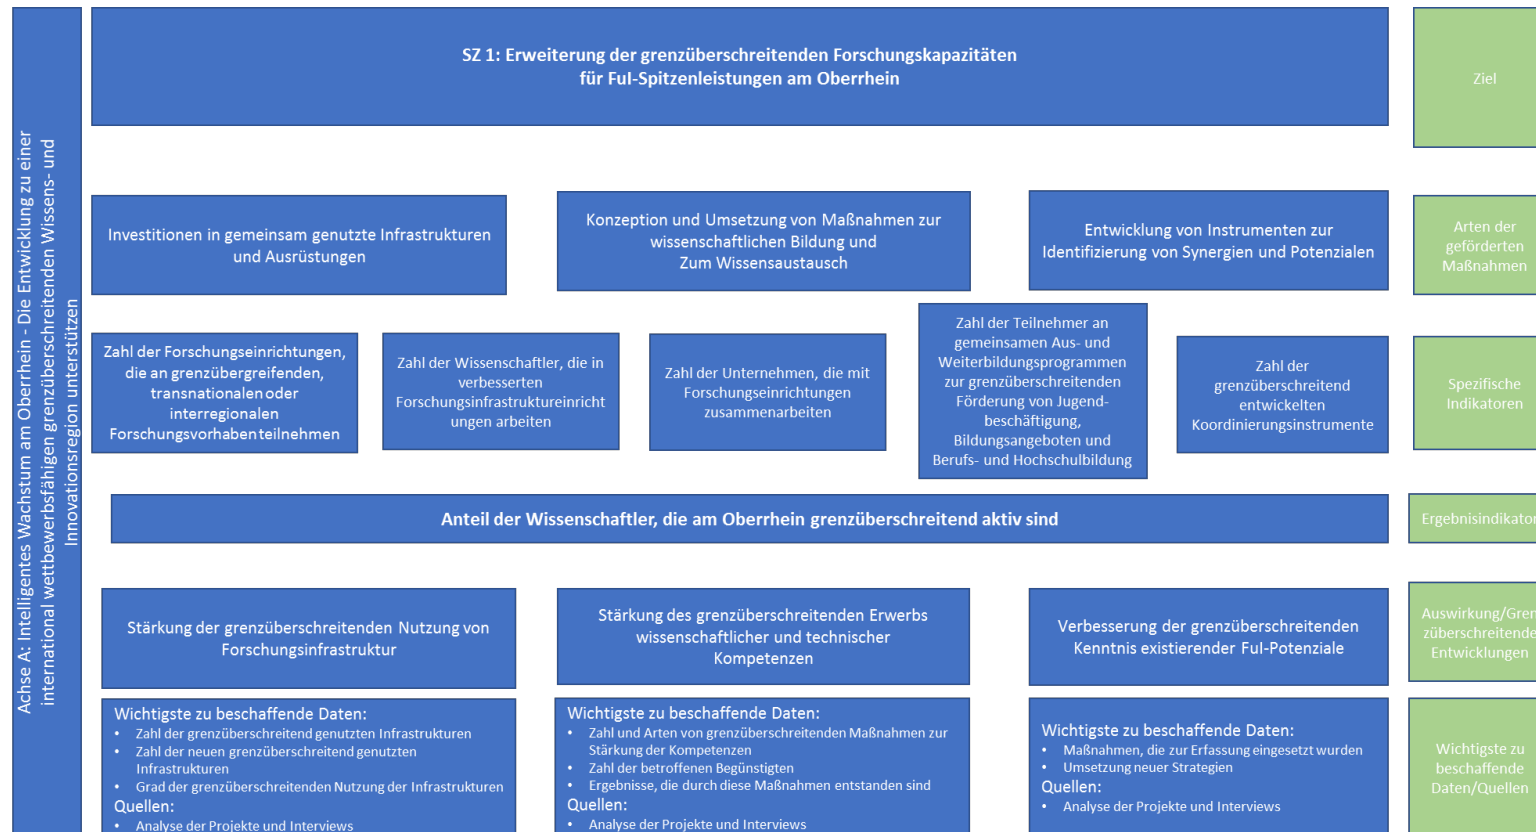 Achse A: Intelligentes Wachstum am Oberrhein - Die Entwicklung zu einer
international wettbewerbsfähigen grenzüberschreitenden Wissens- und
Innovationsregion unterstützen
SZ 1: Erweiterung der grenzüberschreitenden Forschungskapazitäten
für FuI-Spitzenleistungen am Oberrhein
Ziel
Investitionen in gemeinsam genutzte Infrastrukturen
und Ausrüstungen
Konzeption und Umsetzung von Maßnahmen zur
wissenschaftlichen Bildung und
Zum Wissensaustausch
Entwicklung von Instrumenten zur
Identifizierung von Synergien und Potenzialen
Arten der
geförderten
Maßnahmen
Zahl der Forschungseinrichtungen,
die an grenzübergreifenden,
transnationalen oder
interregionalen
Forschungsvorhaben teilnehmen
Zahl der Wissenschaftler, die in
verbesserten
Forschungsinfrastruktureinricht
ungen arbeiten
Zahl der Unternehmen, die mit
Forschungseinrichtungen
zusammenarbeiten
Zahl der Teilnehmer an
gemeinsamen Aus- und
Weiterbildungsprogrammen
zur grenzüberschreitenden
Förderung von Jugend-
beschäftigung,
Bildungsangeboten und
Berufs- und Hochschulbildung
Zahl der
grenzüberschreitend
entwickelten
Koordinierungsinstrumente
Spezifische
Indikatoren
Anteil der Wissenschaftler, die am Oberrhein grenzüberschreitend aktiv sind
Ergebnisindikator
Stärkung der grenzüberschreitenden Nutzung von
Forschungsinfrastruktur
Stärkung des grenzüberschreitenden Erwerbs
wissenschaftlicher und technischer
Kompetenzen
Verbesserung der grenzüberschreitenden
Kenntnis existierender FuI-Potenziale
Auswirkung/Gren
züberschreitende
Entwicklungen
Wichtigste zu beschaffende Daten:
• Zahl der grenzüberschreitend genutzten Infrastrukturen
• Zahl der neuen grenzüberschreitend genutzten
Infrastrukturen
• Grad der grenzüberschreitenden Nutzung der Infrastrukturen
Quellen:
• Analyse der Projekte und Interviews
Wichtigste zu beschaffende Daten:
• Zahl und Arten von grenzüberschreitenden Maßnahmen zur
Stärkung der Kompetenzen
• Zahl der betroffenen Begünstigten
• Ergebnisse, die durch diese Maßnahmen entstanden sind
Quellen:
• Analyse der Projekte und Interviews
Wichtigste zu beschaffende Daten:
• Maßnahmen, die zur Erfassung eingesetzt wurden
• Umsetzung neuer Strategien
Quellen:
• Analyse der Projekte und Interviews
Wichtigste zu
beschaffende
Daten/Quellen